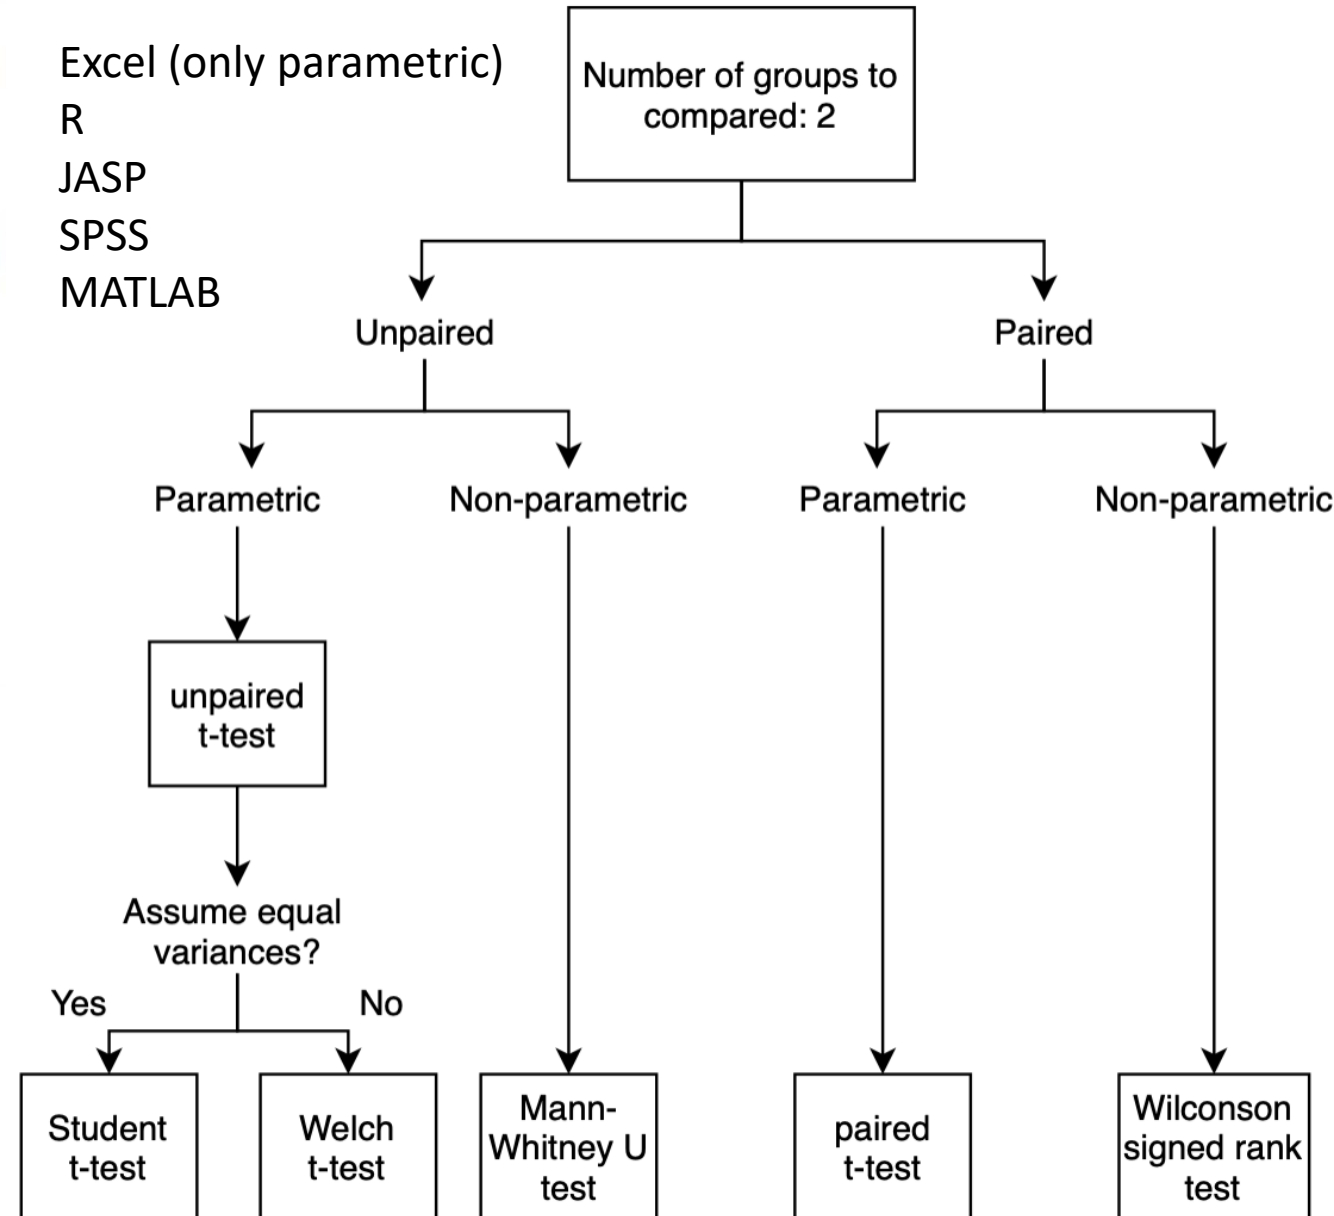 Excel (only parametric)
R
JASP
SPSS
MATLAB
Number of groups to
compared: 2
Unpaired
Paired
Parametric
Non-parametric
Parametric
Non-parametric
unpaired
t-test
Assume equal
variances?
Yes
No
Student
t-test
Welch
t-test
Mann-
Whitney U
test
paired
t-test
Wilconson
signed rank
test